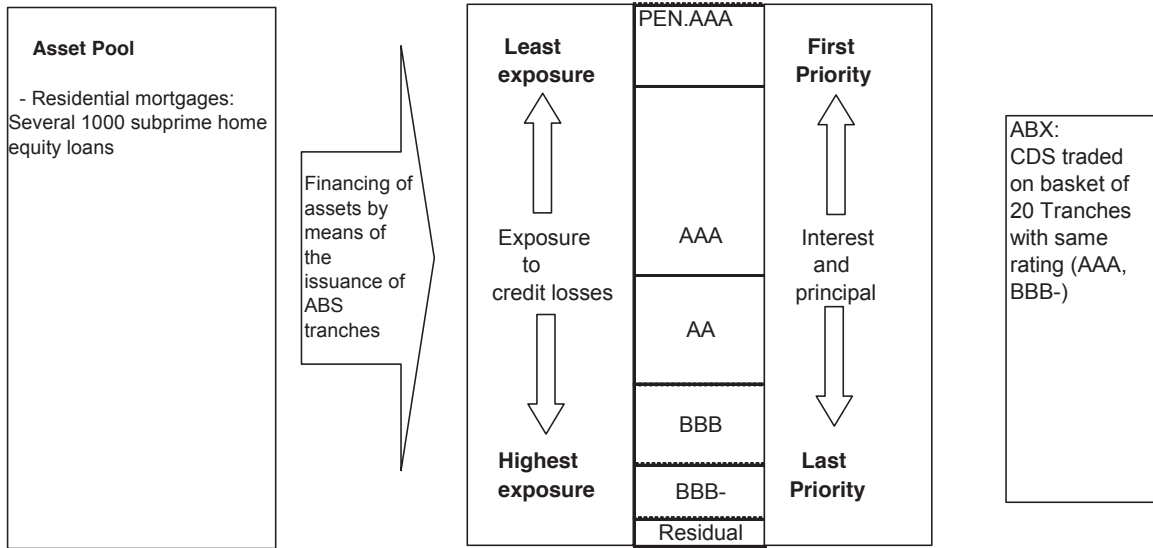 Asset Pool
- Residential mortgages:
Several 1000 subprime home
equity loans
Financing of
assets by
means of
the
issuance of
ABS
tranches
Least
exposure
Exposure
to
credit losses
Highest
exposure
PEN.AAA
AAA
AA
BBB
BBB-
Residual
First
Priority
Interest
and
principal
Last
Priority
ABX:
CDS traded
on basket of
20 Tranches
with same
rating (AAA,
BBB-)